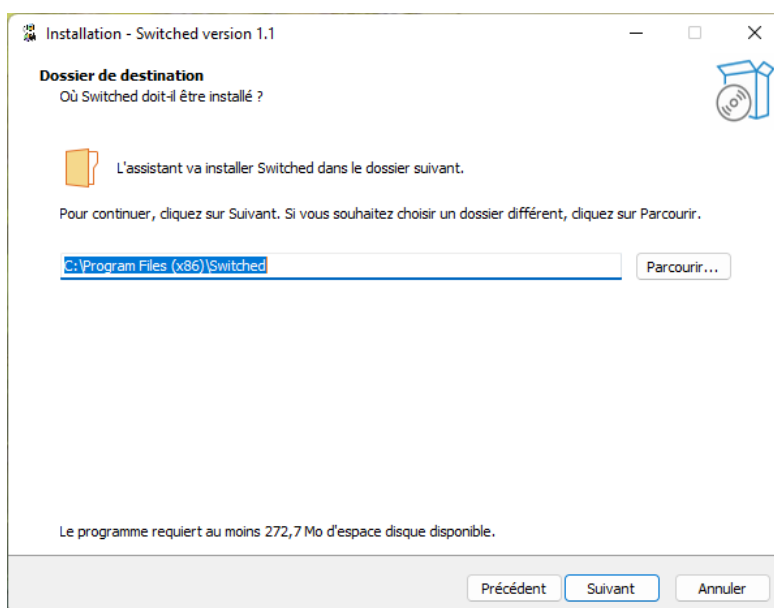 Installation - Switched version 1.1
Dossier de destination
Où Switched doit-il être installé ?
L'assistant va installer Switched dans le dossier suivant.
Pour continuer, cliquez sur Suivant. Si vous souhaitez choisir un dossier différent, cliquez sur Parcourir.
C:\Program Files (x86)\Switched
Parcourir...
Le programme requiert au moins 272,7 Mo d'espace disque disponible.
Précédent
Suivant
Annuler